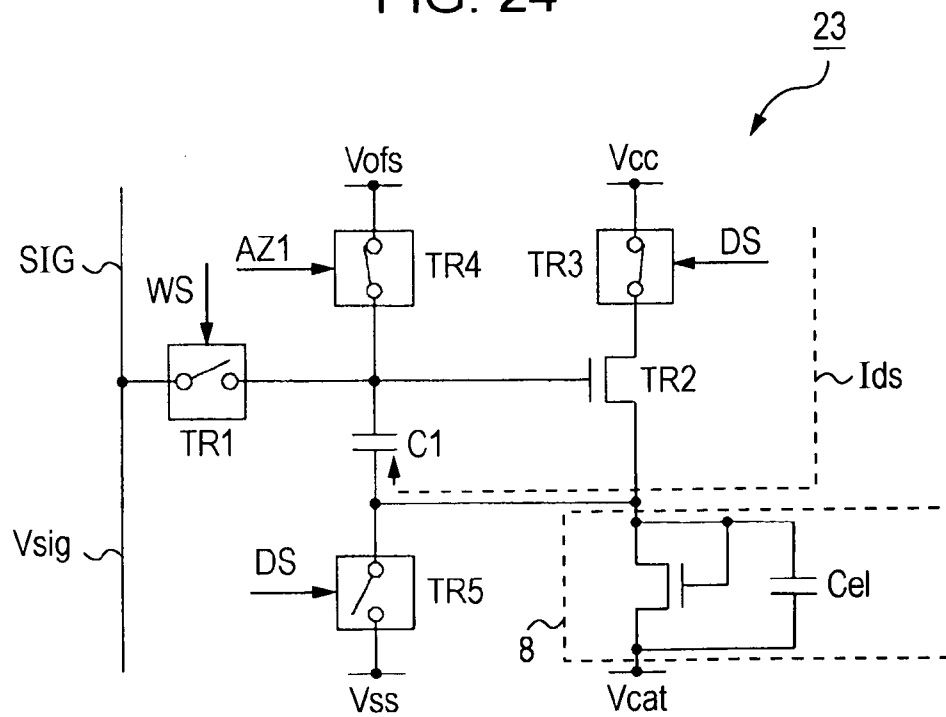 FIG. 24
23
Vofs
Vcc
SIG
AZ1
TR4
TR3
DS
WS
TR2
Ids
TR1
C1
Vsig
DS
TR5
Cel
8
Vss
Vcat